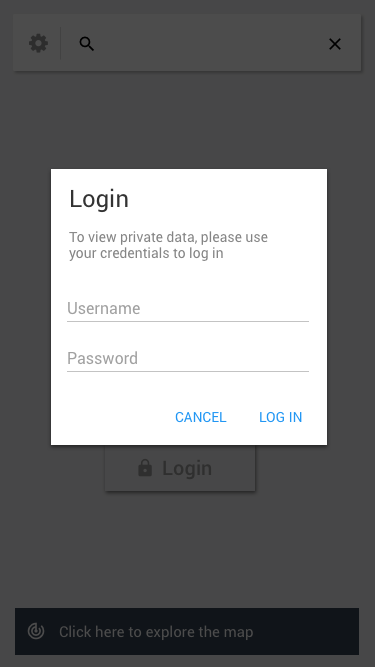 Login
To view private data, please use
your credentials to log in
Username
Password
CANCEL LOG IN
Login
Click here to explore the map